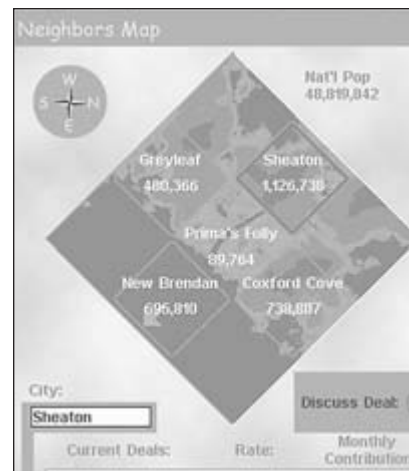 Neighbors Map
W
S N
E
Nat'l Pop
48,819,842
Greyleaf
480,366
Sheaton
1,126,738
Prima's Folly
89,764
New Brendan
696,810
Coxford Cove
738,887
City:
Sheaton
Discuss Deal:
Current Deals:
Rate:
Monthly
Contribution